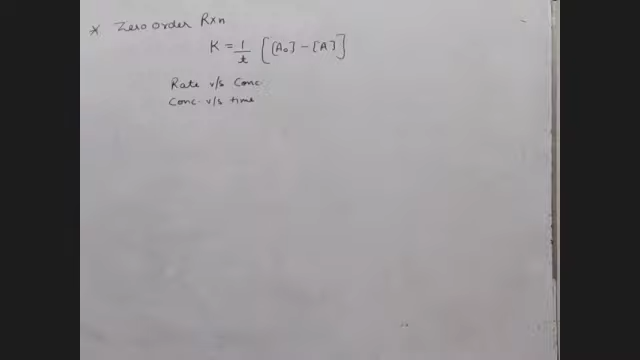 * Zero order Rxn
K = 1/t [[A₀] - [A]]
Rate v/s Conc
Conc v/s time